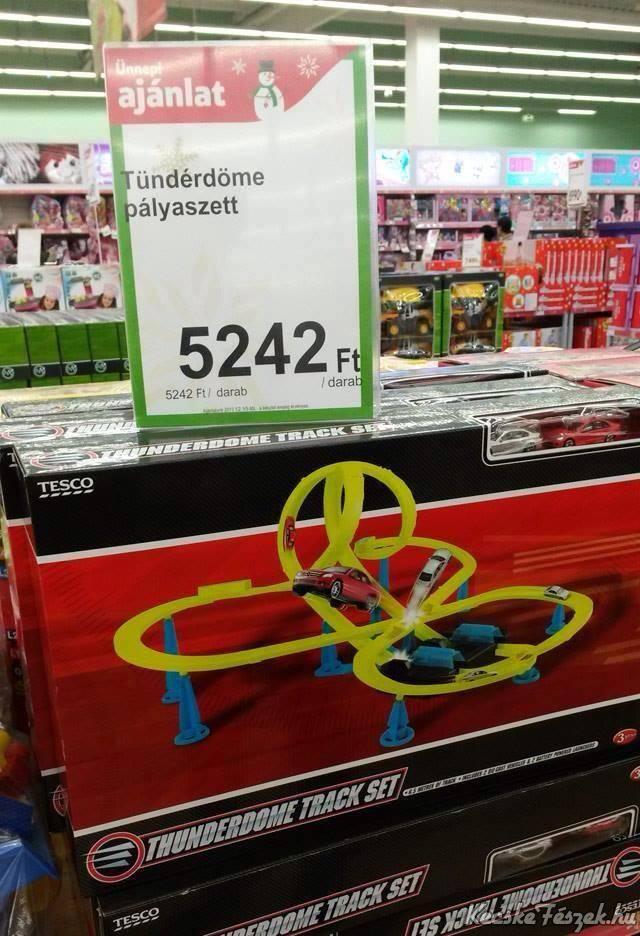 Ünnepi
ajánlat
Tündérdöme
pályaszett
5242 Ft
5242 Ft/ darab
/ darab
THUNDERDOME TRACK SET
TESCO
3+
THUNDERDOME TRACK SET
TESCO
THUNDERDOME TRACK SET
THUNDERDOME TRACK SET
Kecske Fészek.hu